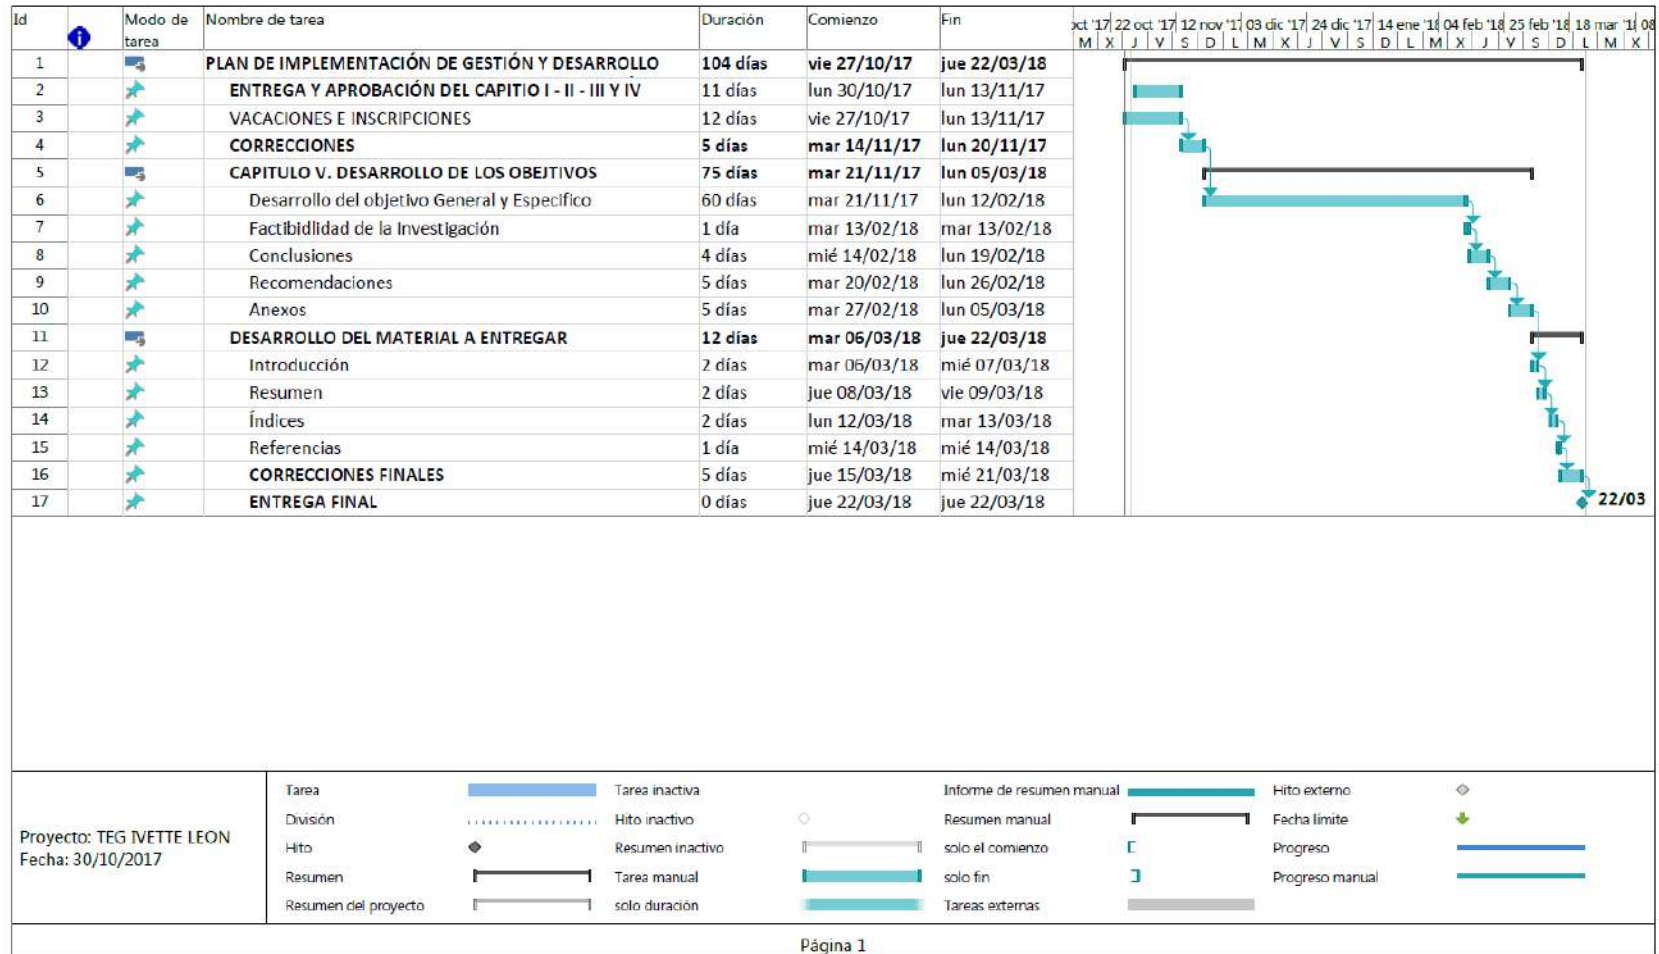 Id Modo de tarea Nombre de tarea Duración Comienzo Fin oct '17 22 oct '17 12 nov '17 03 dic '17 24 dic '17 14 ene '18 04 feb '18 25 feb '18 18 mar '18 08
M X J V S D L M X J V S D L M X J V S D L M X
1 PLAN DE IMPLEMENTACIÓN DE GESTIÓN Y DESARROLLO 104 días vie 27/10/17 jue 22/03/18
2 ENTREGA Y APROBACIÓN DEL CAPITIO I - II - III Y IV 11 días lun 30/10/17 lun 13/11/17
3 VACACIONES E INSCRIPCIONES 12 días vie 27/10/17 lun 13/11/17
4 CORRECCIONES 5 días mar 14/11/17 lun 20/11/17
5 CAPITULO V. DESARROLLO DE LOS OBEJTIVOS 75 días mar 21/11/17 lun 05/03/18
6 Desarrollo del objetivo General y Especifico 60 días mar 21/11/17 lun 12/02/18
7 Factibidlidad de la Investigación 1 día mar 13/02/18 mar 13/02/18
8 Conclusiones 4 días mié 14/02/18 lun 19/02/18
9 Recomendaciones 5 días mar 20/02/18 lun 26/02/18
10 Anexos 5 días mar 27/02/18 lun 05/03/18
11 DESARROLLO DEL MATERIAL A ENTREGAR 12 días mar 06/03/18 jue 22/03/18
12 Introducción 2 días mar 06/03/18 mié 07/03/18
13 Resumen 2 días jue 08/03/18 vie 09/03/18
14 Índices 2 días lun 12/03/18 mar 13/03/18
15 Referencias 1 día mié 14/03/18 mié 14/03/18
16 CORRECCIONES FINALES 5 días jue 15/03/18 mié 21/03/18
17 ENTREGA FINAL 0 días jue 22/03/18 jue 22/03/18 22/03
Proyecto: TEG IVETTE LEON
Fecha: 30/10/2017
Tarea Tarea inactiva Informe de resumen manual Hito externo
División Hito inactivo Resumen manual Fecha límite
Hito Resumen inactivo solo el comienzo Progreso
Resumen Tarea manual solo fin Progreso manual
Resumen del proyecto solo duración Tareas externas
Página 1